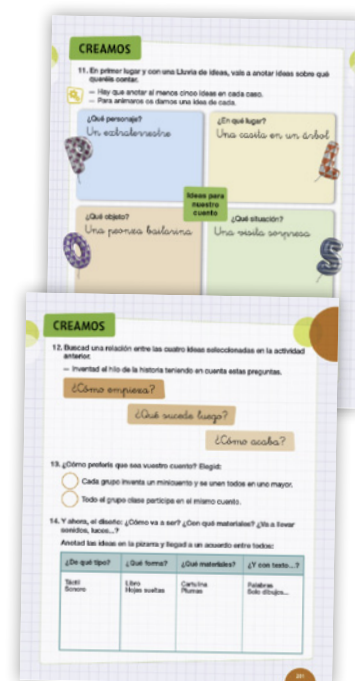 CREAMOS
11. En primer lugar y con una Lluvia de ideas, vais a anotar ideas sobre qué
queréis contar.
— Hay que anotar al menos cinco ideas en cada caso.
— Para animaros os damos una idea de cada.
¿Qué personaje?
Un extraterrestre
¿En qué lugar?
Una casita en un árbol
P
L
Ideas para
nuestro
cuento
¿Qué objeto?
Una peonza bailarina
¿Qué situación?
Una visita sorpresa
O
S
CREAMOS
12. Buscad una relación entre las cuatro ideas seleccionadas en la actividad
anterior.
— Inventad el hilo de la historia teniendo en cuenta estas preguntas.
¿Cómo empieza?
¿Qué sucede luego?
¿Cómo acaba?
13. ¿Cómo preferís que sea vuestro cuento? Elegid:
Cada grupo inventa un minicuento y se unen todos en uno mayor.
Todo el grupo clase participa en el mismo cuento.
14. Y ahora, el diseño: ¿Cómo va a ser? ¿Con qué materiales? ¿Va a llevar
sonidos, luces...?
Anotad las ideas en la pizarra y llegad a un acuerdo entre todos:
¿De qué tipo? ¿Qué forma? ¿Qué materiales? ¿Y con texto...?
Táctil Libro Cartulina Palabras
Sonoro Hojas sueltas Plumas Solo dibujos...